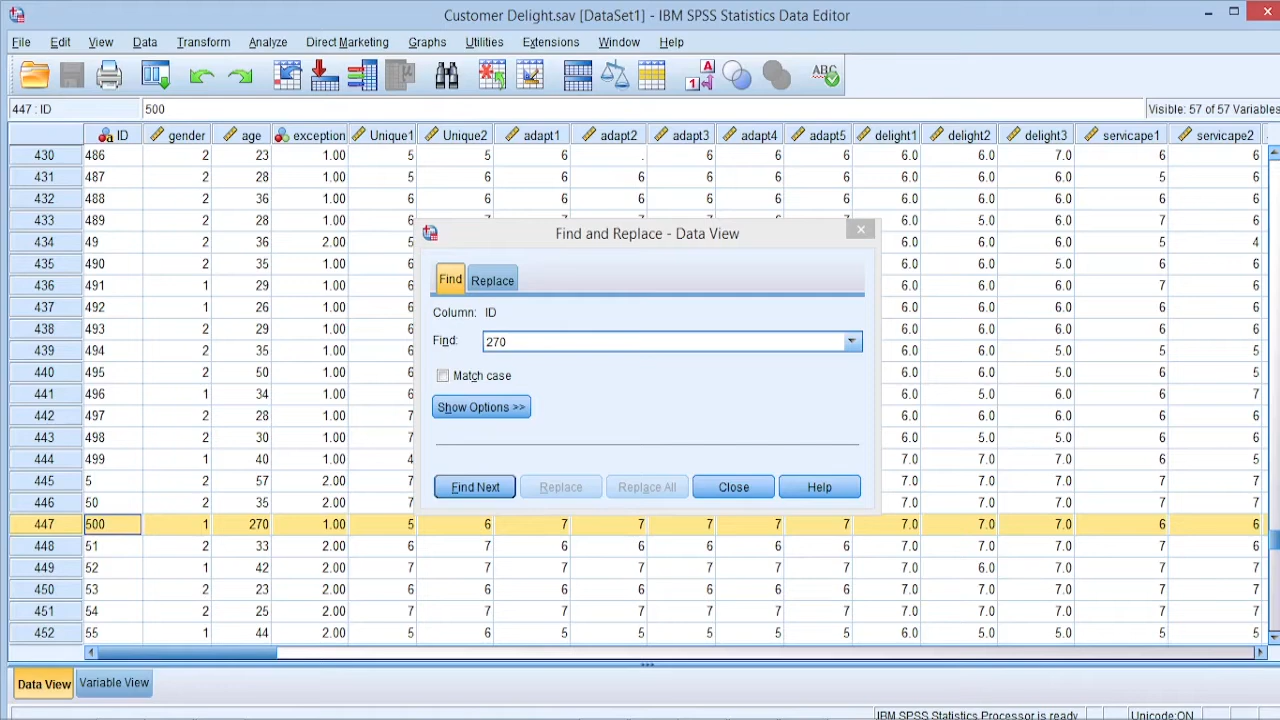 Customer Delight.sav [DataSet1] - IBM SPSS Statistics Data Editor
File Edit View Data Transform Analyze Direct Marketing Graphs Utilities Extensions Window Help
447 : ID 500 Visible: 57 of 57 Variables
ID gender age exception Unique1 Unique2 adapt1 adapt2 adapt3 adapt4 adapt5 delight1 delight2 delight3 servicape1 servicape2
430 486 2 23 1.00 5 5 6 . 6 6 6 6.0 6.0 7.0 6 6
431 487 2 28 1.00 5 6 6 6 6 6 6 6.0 6.0 6.0 5 6
432 488 2 36 1.00 6 6 6 6 6 6 6 6.0 6.0 6.0 6 6
433 489 2 28 1.00 6 6.0 5.0 6.0 7 6
434 49 2 36 2.00 5 6.0 6.0 6.0 5 4
435 490 2 35 1.00 6 6.0 6.0 5.0 6 6
436 491 1 29 1.00 6 6.0 6.0 6.0 7 6
437 492 1 26 1.00 6 6.0 6.0 6.0 6 6
438 493 2 29 1.00 6 6.0 6.0 6.0 6 5
439 494 2 35 1.00 6 6.0 6.0 5.0 5 5
440 495 2 50 1.00 6 6.0 6.0 5.0 6 5
441 496 1 34 1.00 6 6.0 5.0 6.0 6 7
442 497 2 28 1.00 7 6.0 6.0 6.0 6 6
443 498 2 30 1.00 7 6.0 5.0 5.0 6 6
444 499 1 40 1.00 4 7.0 7.0 7.0 6 5
445 5 2 57 2.00 7 7.0 7.0 7.0 7 7
446 50 2 35 2.00 7 7.0 7.0 6.0 7 6
447 500 1 270 1.00 5 6 7 7 7 7 7 7.0 7.0 7.0 6 6
448 51 2 33 2.00 6 7 6 6 6 6 6 7.0 7.0 7.0 7 6
449 52 1 42 2.00 7 7 7 7 7 7 7 7.0 6.0 7.0 7 7
450 53 2 23 2.00 6 6 6 6 6 6 6 7.0 7.0 7.0 7 7
451 54 2 25 2.00 7 7 7 7 7 7 7 7.0 7.0 7.0 7 7
452 55 1 44 2.00 5 6 5 5 5 5 5 6.0 5.0 5.0 5 5
Find and Replace - Data View
Find Replace
Column: ID
Find: 270
Match case
Show Options >>
Find Next Replace Replace All Close Help
Data View Variable View
IBM SPSS Statistics Processor is ready Unicode:ON